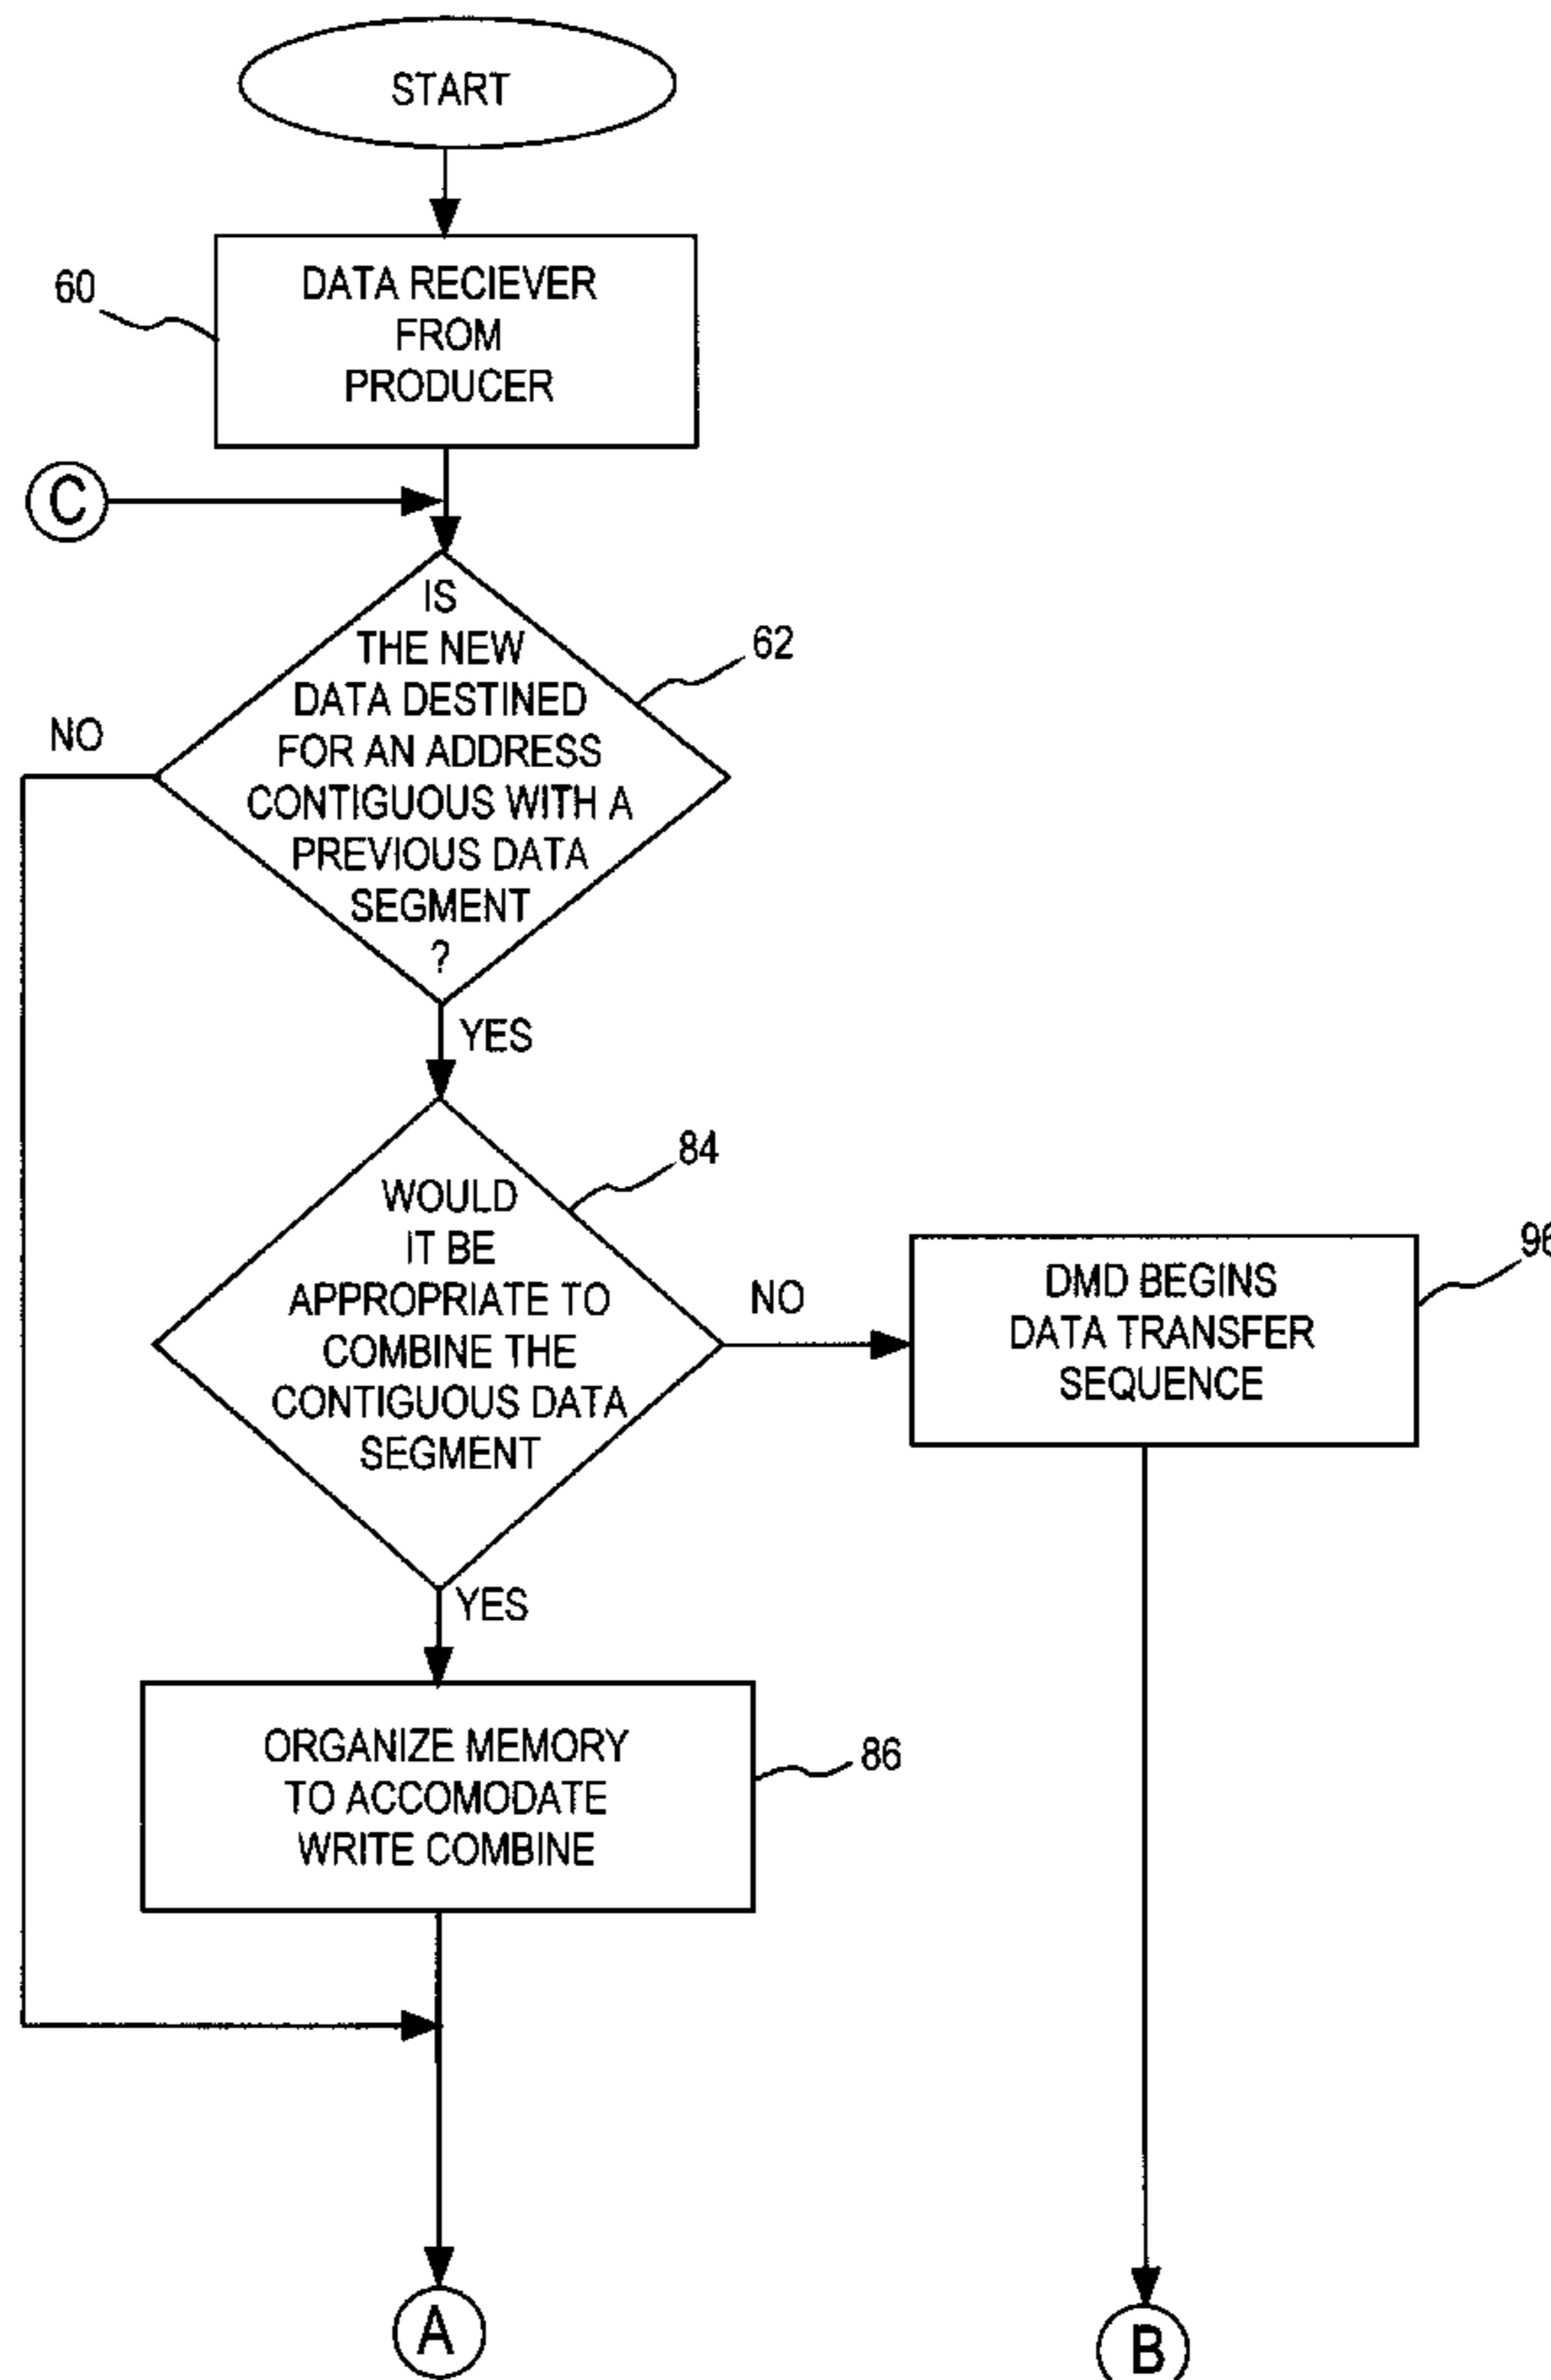 START
60
DATA RECIEVER
FROM
PRODUCER
C
IS
THE NEW
DATA DESTINED
FOR AN ADDRESS
CONTIGUOUS WITH A
PREVIOUS DATA
SEGMENT
?
62
NO
YES
WOULD
IT BE
APPROPRIATE TO
COMBINE THE
CONTIGUOUS DATA
SEGMENT
84
NO
DMD BEGINS
DATA TRANSFER
SEQUENCE
96
YES
ORGANIZE MEMORY
TO ACCOMODATE
WRITE COMBINE
86
A
B